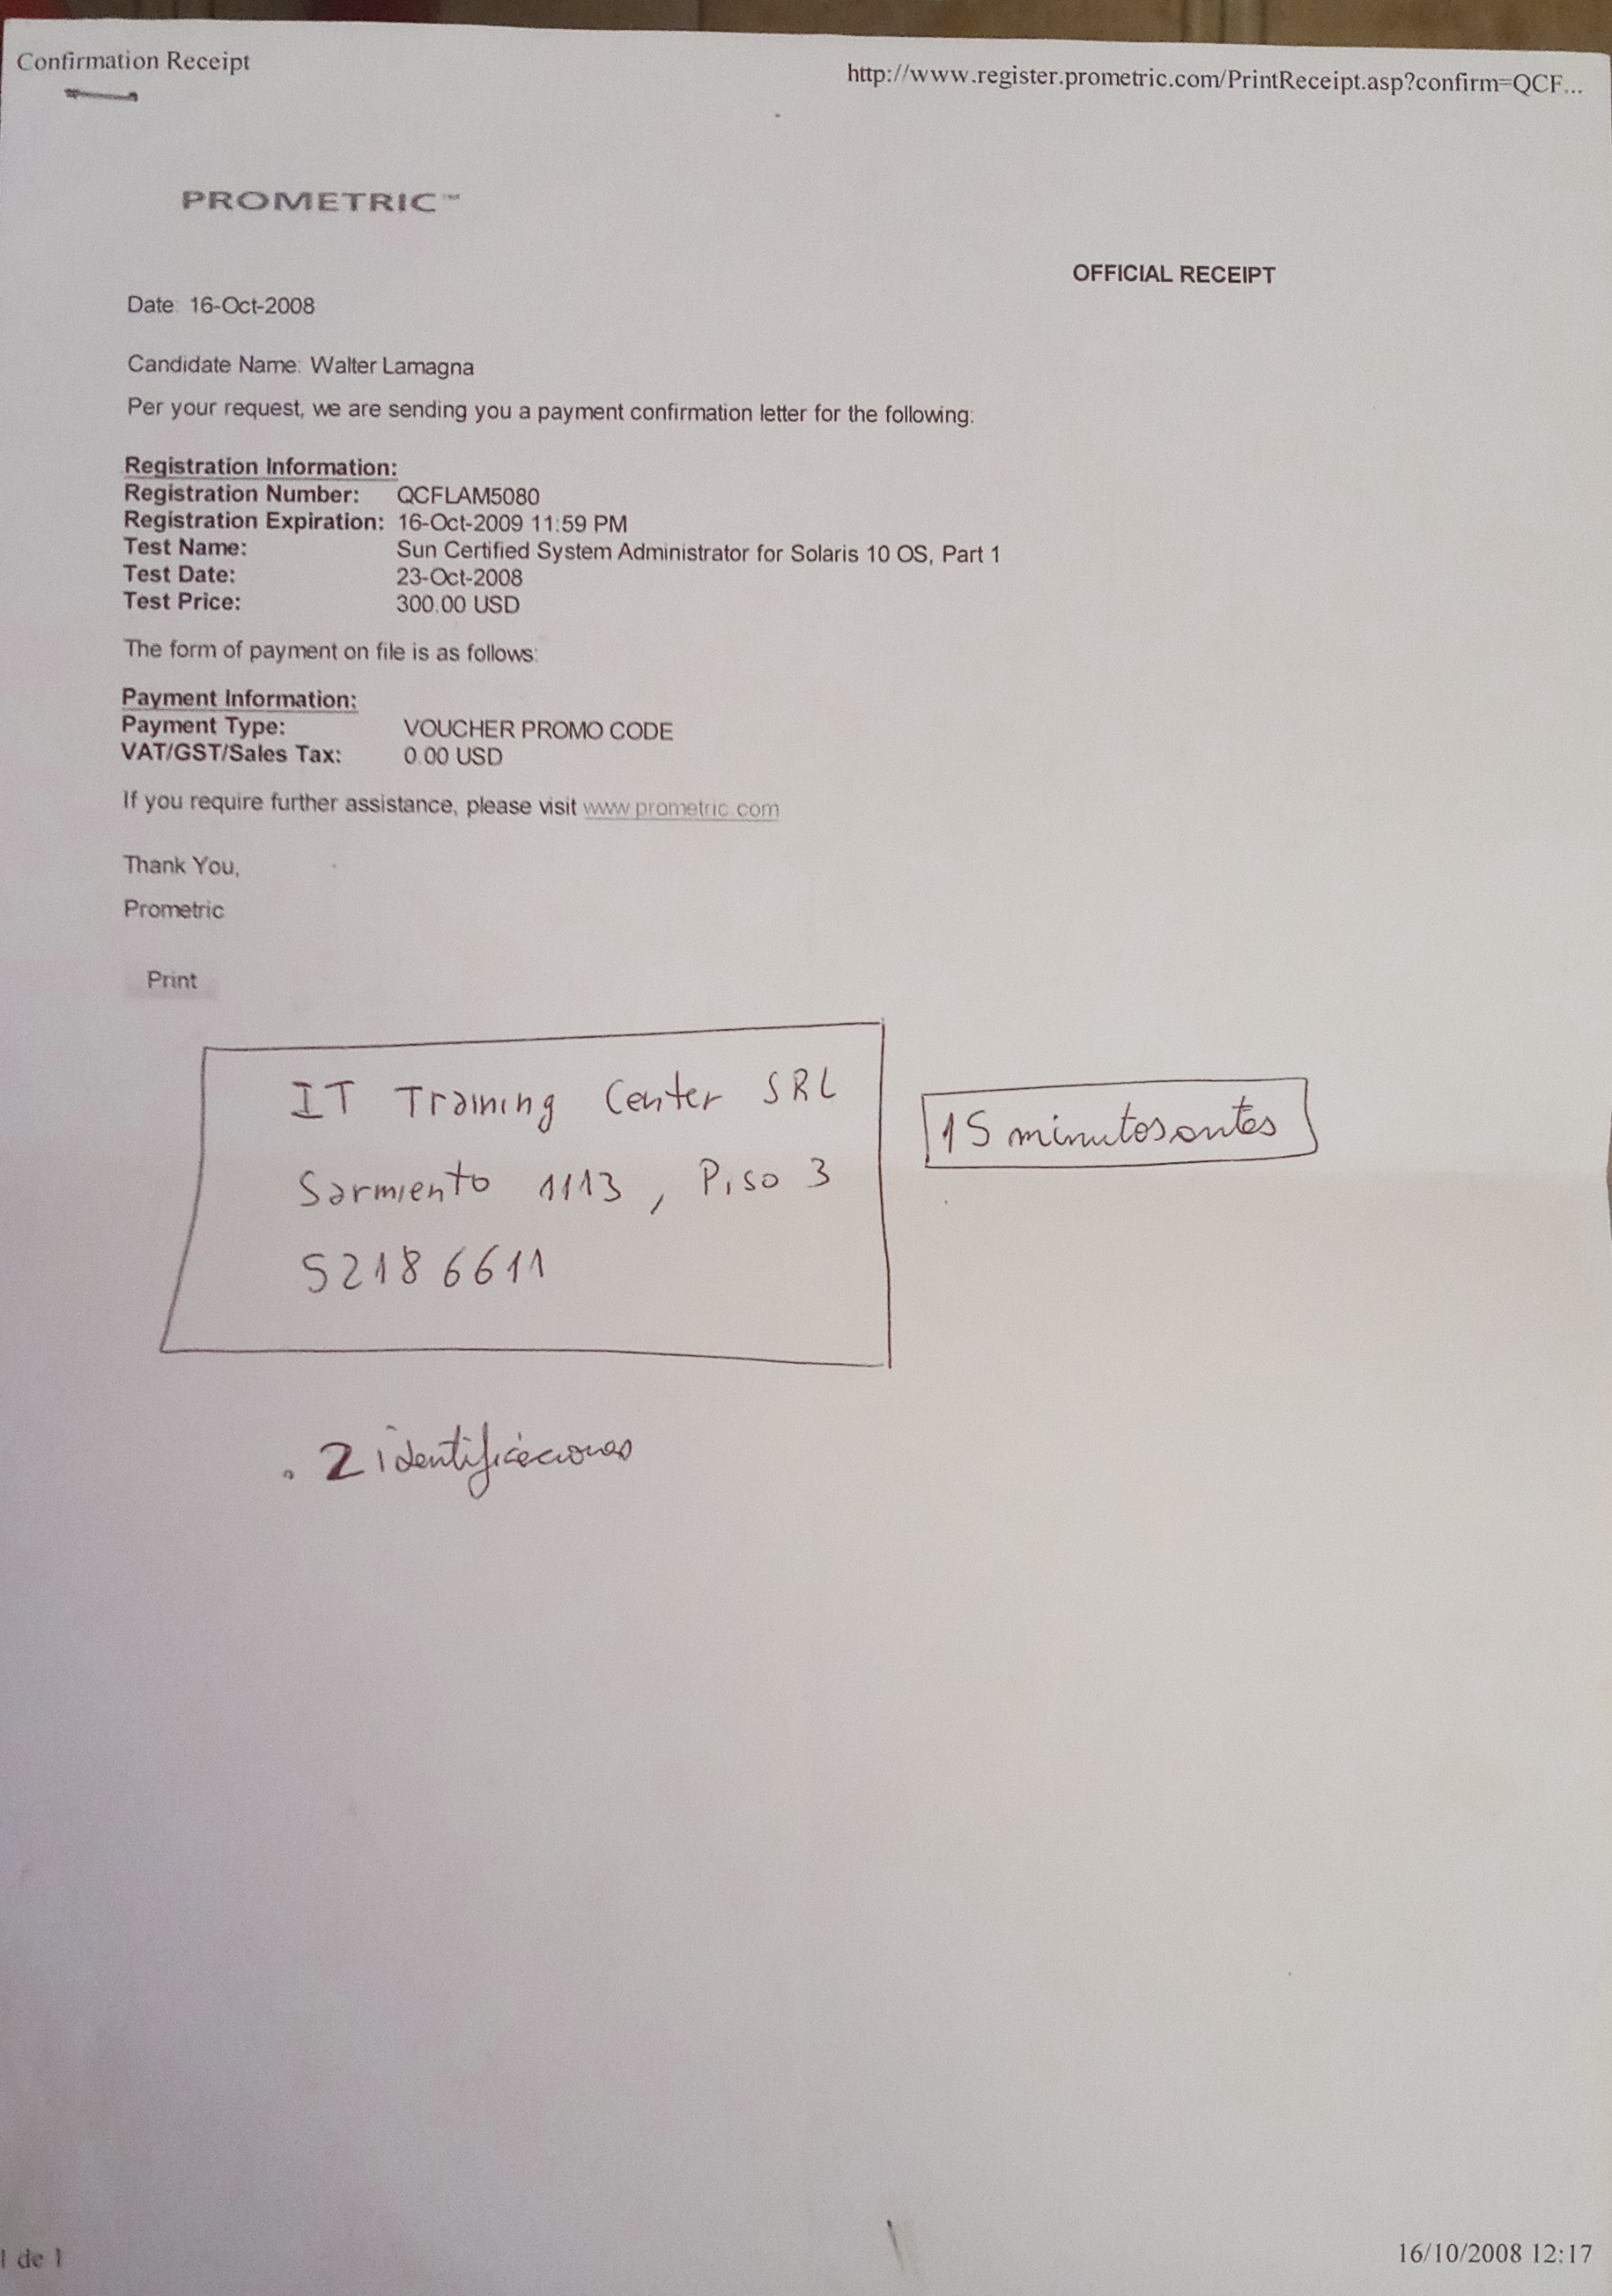 Confirmation Receipt
http://www.register.prometric.com/PrintReceipt.asp?confirm=QCF...
PROMETRIC™
OFFICIAL RECEIPT
Date: 16-Oct-2008
Candidate Name: Walter Lamagna
Per your request, we are sending you a payment confirmation letter for the following:
Registration Information:
Registration Number: QCFLAM5080
Registration Expiration: 16-Oct-2009 11:59 PM
Test Name: Sun Certified System Administrator for Solaris 10 OS, Part 1
Test Date: 23-Oct-2008
Test Price: 300.00 USD
The form of payment on file is as follows:
Payment Information:
Payment Type: VOUCHER PROMO CODE
VAT/GST/Sales Tax: 0.00 USD
If you require further assistance, please visit www.prometric.com
Thank You,
Prometric
Print
IT Training Center SRL
15 minutos antes
Sarmiento 1113, Piso 3
52186611
. 2 identificaciones
1 de 1
16/10/2008 12:17